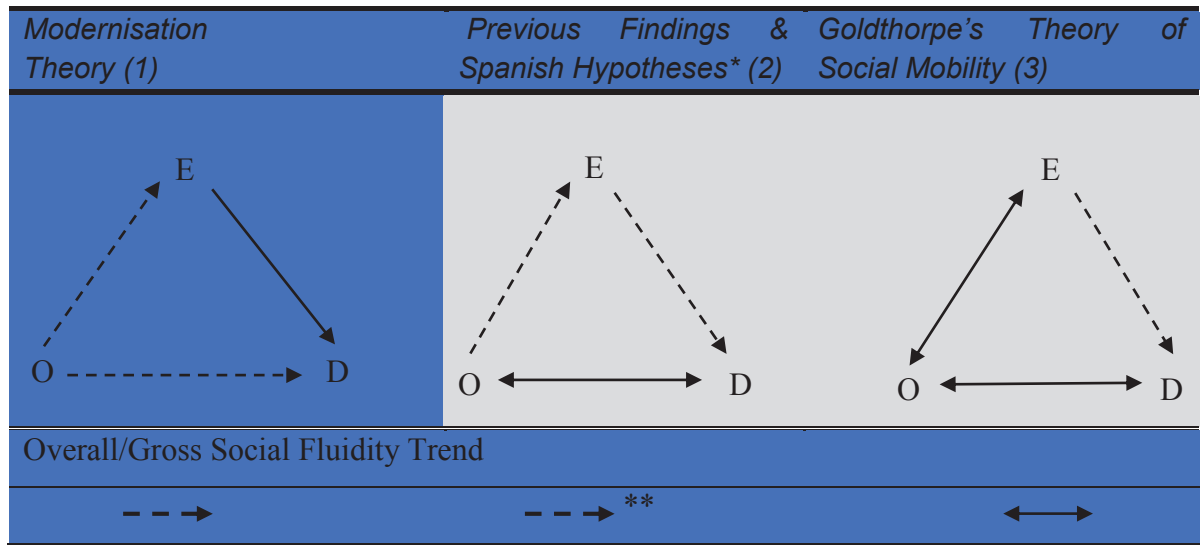 Modernisation
Theory (1)
Previous Findings &
Spanish Hypotheses* (2)
Goldthorpe's Theory of
Social Mobility (3)
E
O
D
E
O
D
E
O
D
Overall/Gross Social Fluidity Trend
**